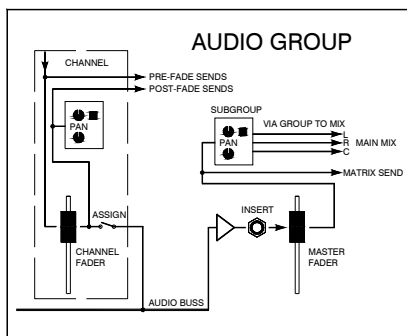 AUDIO GROUP
CHANNEL
PRE-FADE SENDS
POST-FADE SENDS
PAN
ASSIGN
CHANNEL
FADER
SUBGROUP
PAN
VIA GROUP TO MIX
L
R MAIN MIX
C
MATRIX SEND
INSERT
MASTER
FADER
AUDIO BUSS